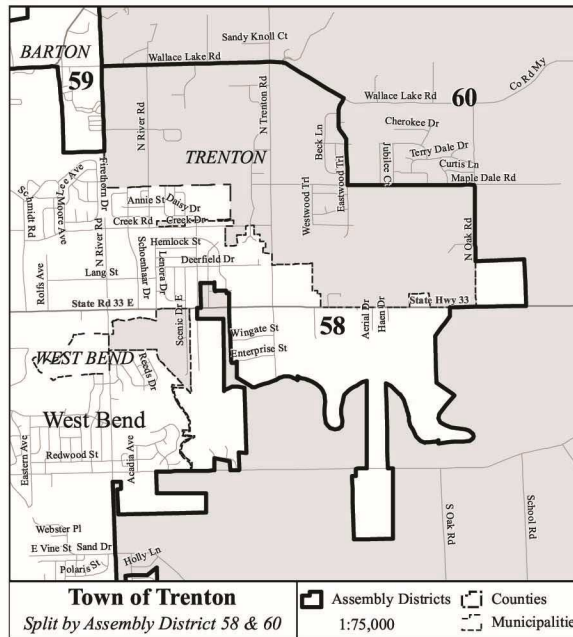 BARTON
Sandy Knoll Ct
Wallace Lake Rd
59
Wallace Lake Rd
60
Co Rd My
Cherokee Dr
N River Rd
N Trenton Rd
Beck Ln
Jubilee Ct
Terry Dale Dr
Curtis Ln
TRENTON
Maple Dale Rd
Schmidt Rd
Lee Ave
Moore Ave
Firethorn Dr
Annie St
Daisy Dr
Westwood Trl
Eastwood Trl
Creek Rd
Creek Dr
N River Rd
Schoenhaar Dr
Hemlock St
Lenora Dr
Deerfield Dr
N Oak Rd
Rolfs Ave
Lang St
State Rd 33 E
Scenic Dr E
State Hwy 33
58
Aerial Dr
Haen Dr
Wingate St
Enterprise St
WEST BEND
Reeds Dr
West Bend
Eastern Ave
Redwood St
Acadia Ave
S Oak Rd
School Rd
Webster Pl
E Vine St
Sand Dr
Polaris St
Holly Ln
Town of Trenton
Split by Assembly District 58 & 60
Assembly Districts
Counties
1:75,000
Municipalitie